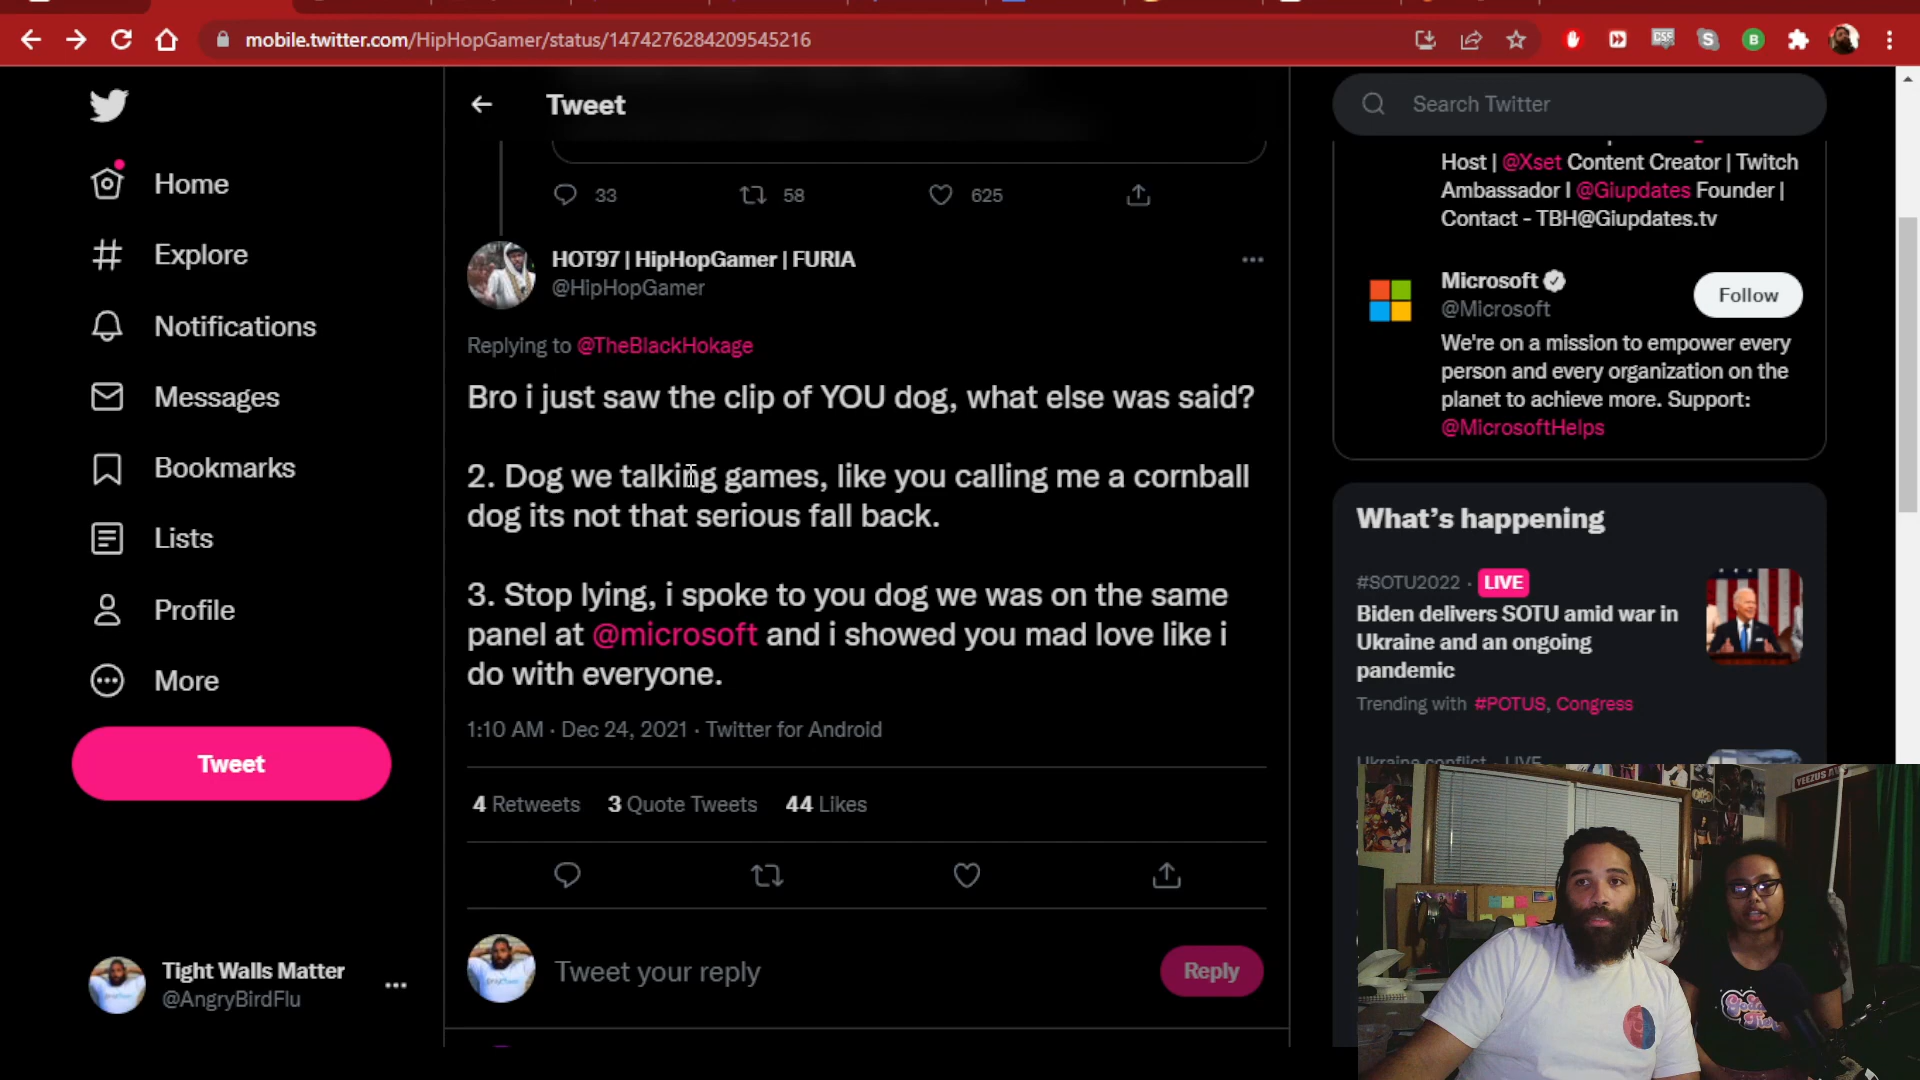 mobile.twitter.com/HipHopGamer/status/1474276284209545216
Tweet
Search Twitter
Host | @Xset Content Creator | Twitch
Ambassador I @Giupdates Founder |
Contact - TBH@Giupdates.tv
Home
Explore
Notifications
Messages
Bookmarks
Lists
Profile
More
Tweet
33
58
625
HOT97 | HipHopGamer | FURIA
@HipHopGamer
Replying to @TheBlackHokage
Bro i just saw the clip of YOU dog, what else was said?
2. Dog we talking games, like you calling me a cornball
dog its not that serious fall back.
3. Stop lying, i spoke to you dog we was on the same
panel at @microsoft and i showed you mad love like i
do with everyone.
1:10 AM · Dec 24, 2021 · Twitter for Android
4 Retweets 3 Quote Tweets 44 Likes
Tweet your reply
Reply
Tight Walls Matter
@AngryBirdFlu
Microsoft
@Microsoft
Follow
We're on a mission to empower every
person and every organization on the
planet to achieve more. Support:
@MicrosoftHelps
What's happening
#SOTU2022 · LIVE
Biden delivers SOTU amid war in
Ukraine and an ongoing
pandemic
Trending with #POTUS, Congress
Ukraine conflict · LIVE
CSS
B